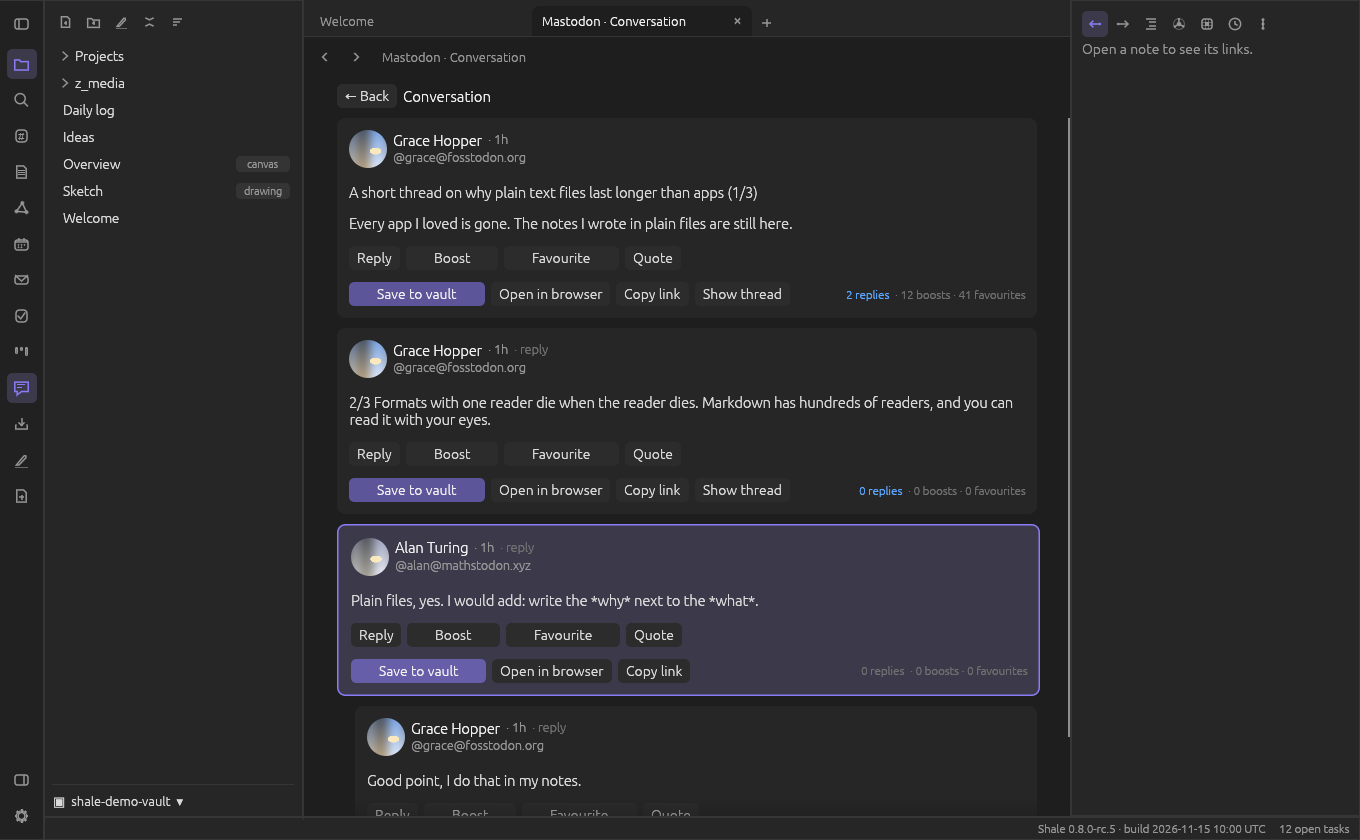 Welcome
Mastodon · Conversation ×
Projects
z_media
Daily log
Ideas
Overview canvas
Sketch drawing
Welcome
shale-demo-vault ▾
Mastodon · Conversation
← Back Conversation
Grace Hopper · 1h
@grace@fosstodon.org
A short thread on why plain text files last longer than apps (1/3)
Every app I loved is gone. The notes I wrote in plain files are still here.
Reply Boost Favourite Quote
Save to vault Open in browser Copy link Show thread 2 replies · 12 boosts · 41 favourites
Grace Hopper · 1h · reply
@grace@fosstodon.org
2/3 Formats with one reader die when the reader dies. Markdown has hundreds of readers, and you can
read it with your eyes.
Reply Boost Favourite Quote
Save to vault Open in browser Copy link Show thread 0 replies · 0 boosts · 0 favourites
Alan Turing · 1h · reply
@alan@mathstodon.xyz
Plain files, yes. I would add: write the *why* next to the *what*.
Reply Boost Favourite Quote
Save to vault Open in browser Copy link 0 replies · 0 boosts · 0 favourites
Grace Hopper · 1h · reply
@grace@fosstodon.org
Good point, I do that in my notes.
Reply Boost Favourite Quote
Open a note to see its links.
Shale 0.8.0-rc.5 · build 2026-11-15 10:00 UTC 12 open tasks